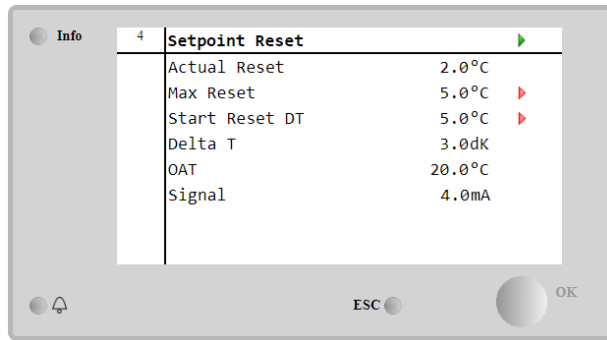 Info
4 Setpoint Reset
Actual Reset 2.0°C
Max Reset 5.0°C
Start Reset DT 5.0°C
Delta T 3.0dK
OAT 20.0°C
Signal 4.0mA
ESC OK